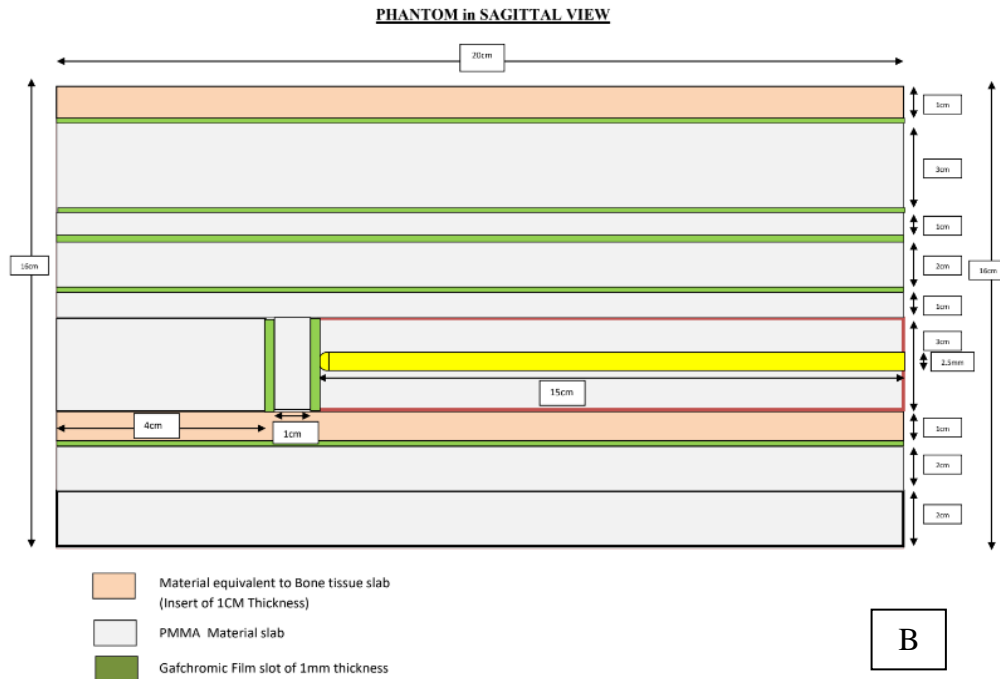 PHANTOM in SAGITTAL VIEW
20cm
1cm
3cm
1cm
16cm
2cm
16cm
1cm
3cm
2.5mm
15cm
4cm
1cm
1cm
2cm
2cm
Material equivalent to Bone tissue slab
(Insert of 1CM Thickness)
PMMA Material slab
B
Gafchromic Film slot of 1mm thickness